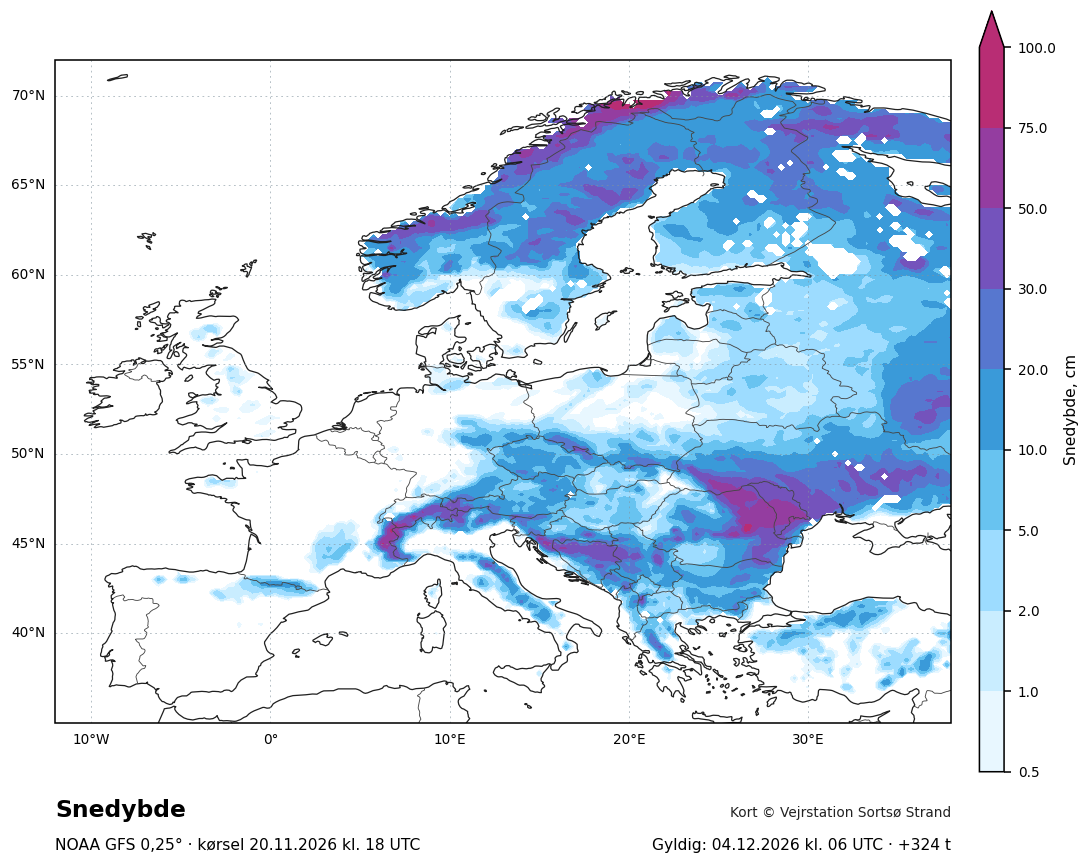 100.0
75.0
50.0
30.0
20.0
10.0
5.0
2.0
1.0
0.5
Snedybde, cm
70°N
65°N
60°N
55°N
50°N
45°N
40°N
10°W 0° 10°E 20°E 30°E
Snedybde
Kort © Vejrstation Sortsø Strand
NOAA GFS 0,25° · kørsel 20.11.2026 kl. 18 UTC
Gyldig: 04.12.2026 kl. 06 UTC · +324 t